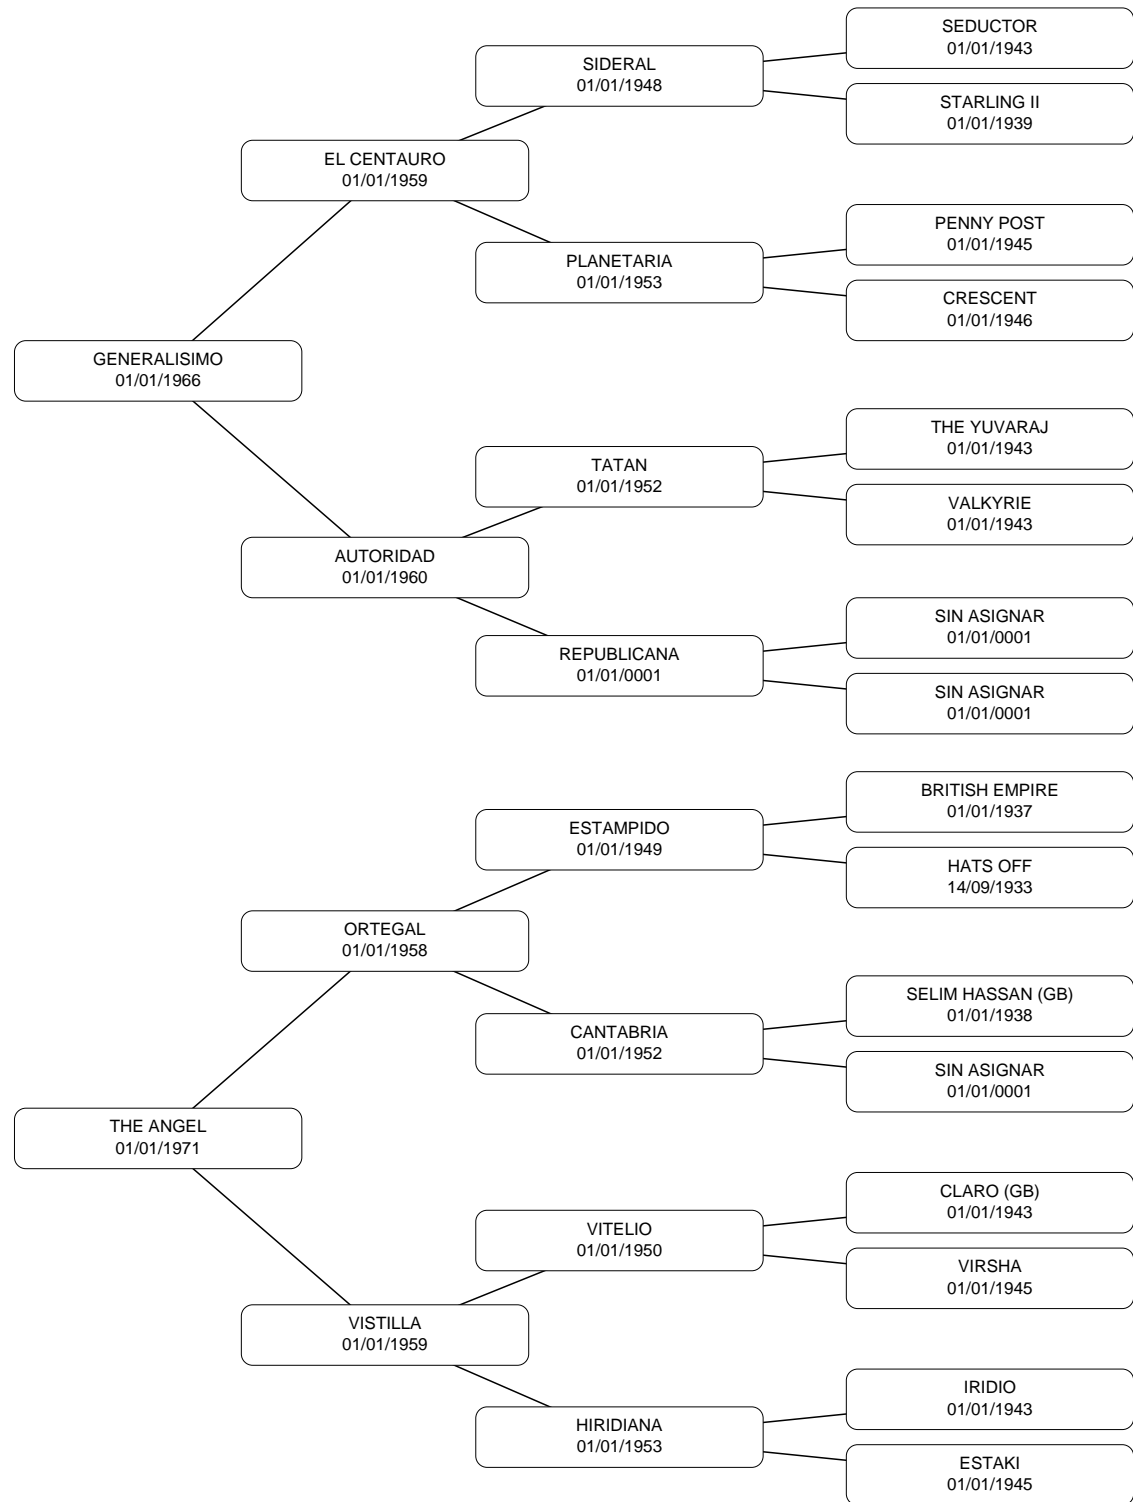 SEDUCTOR
01/01/1943
SIDERAL
01/01/1948
STARLING II
01/01/1939
EL CENTAURO
01/01/1959
PENNY POST
01/01/1945
PLANETARIA
01/01/1953
CRESCENT
01/01/1946
GENERALISIMO
01/01/1966
THE YUVARAJ
01/01/1943
TATAN
01/01/1952
VALKYRIE
01/01/1943
AUTORIDAD
01/01/1960
SIN ASIGNAR
01/01/0001
REPUBLICANA
01/01/0001
SIN ASIGNAR
01/01/0001
BRITISH EMPIRE
01/01/1937
ESTAMPIDO
01/01/1949
HATS OFF
14/09/1933
ORTEGAL
01/01/1958
SELIM HASSAN (GB)
01/01/1938
CANTABRIA
01/01/1952
SIN ASIGNAR
01/01/0001
THE ANGEL
01/01/1971
CLARO (GB)
01/01/1943
VITELIO
01/01/1950
VIRSHA
01/01/1945
VISTILLA
01/01/1959
IRIDIO
01/01/1943
HIRIDIANA
01/01/1953
ESTAKI
01/01/1945